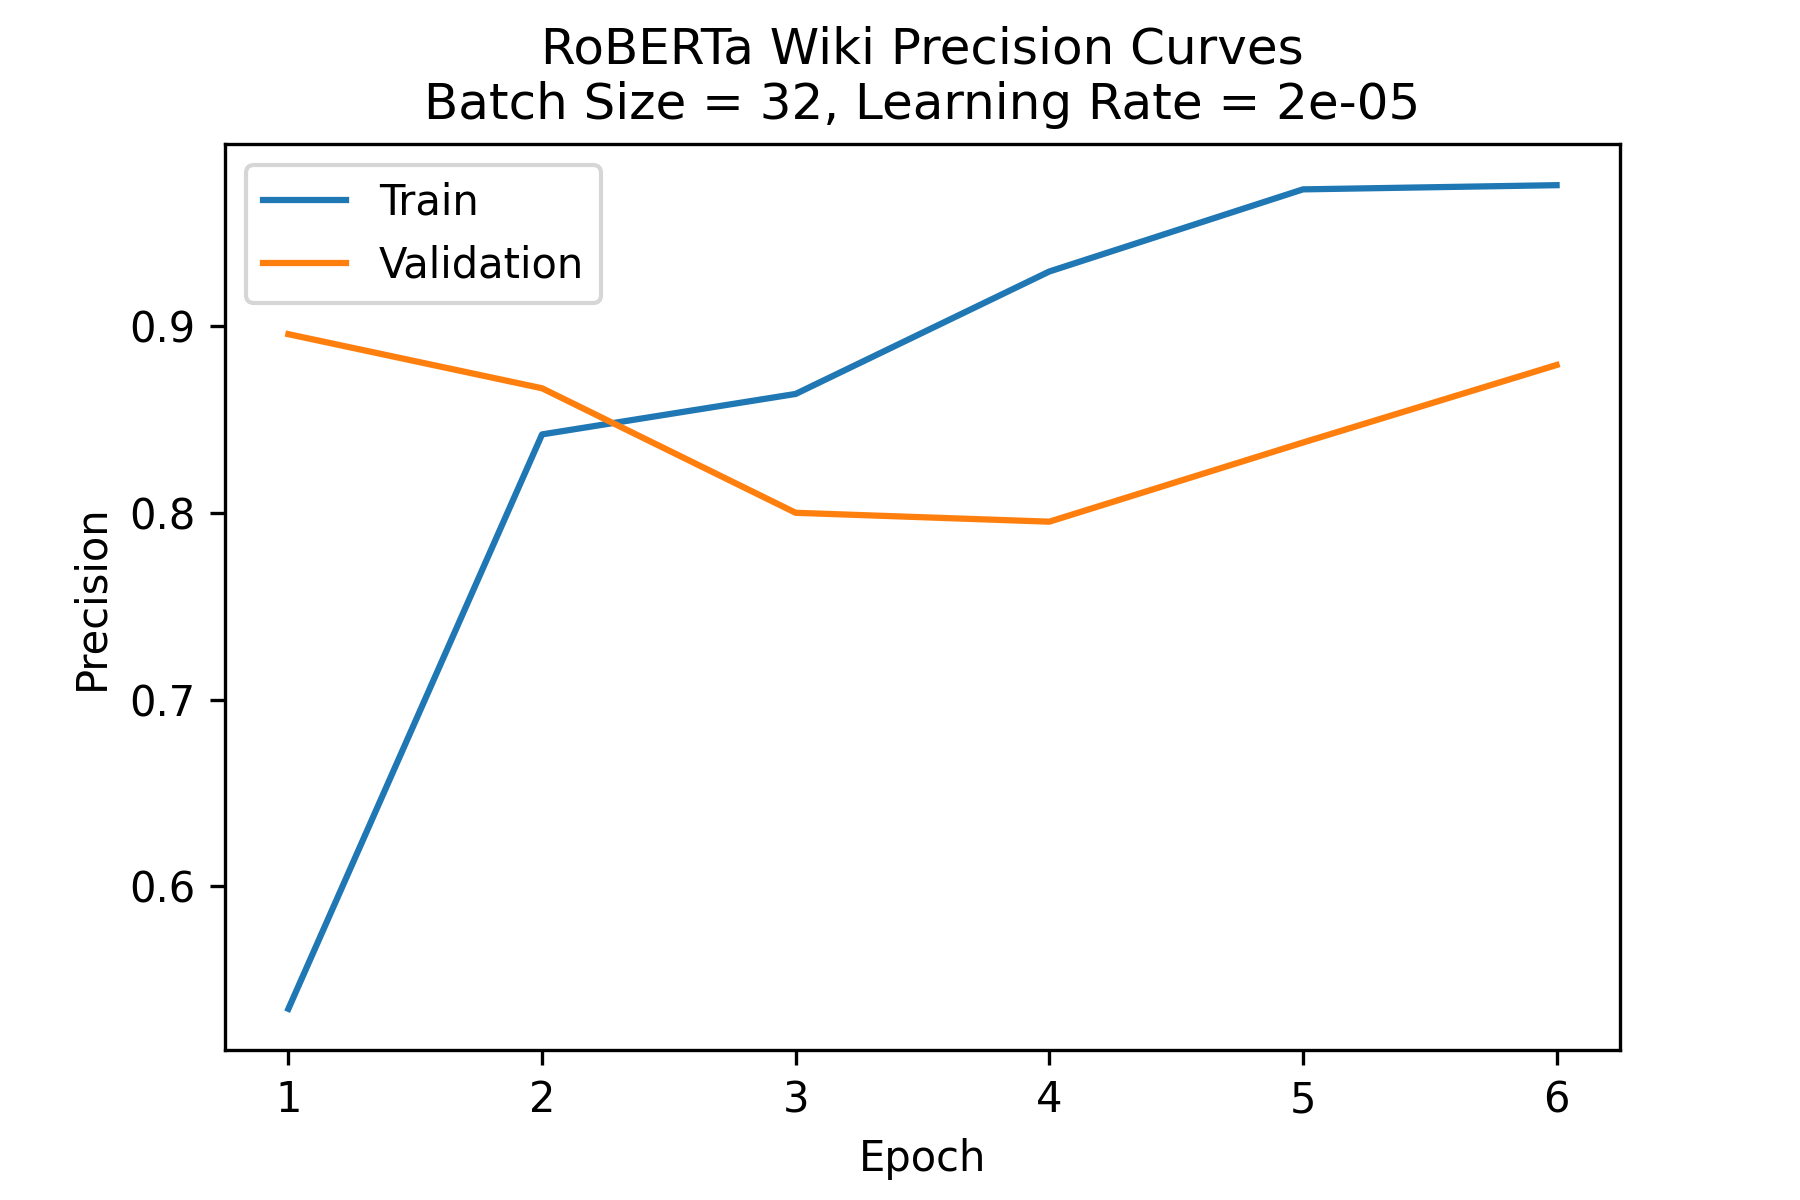 RoBERTa Wiki Precision Curves
Batch Size = 32, Learning Rate = 2e-05
Train
Validation
0.9
0.8
0.7
0.6
Precision
1 2 3 4 5 6
Epoch